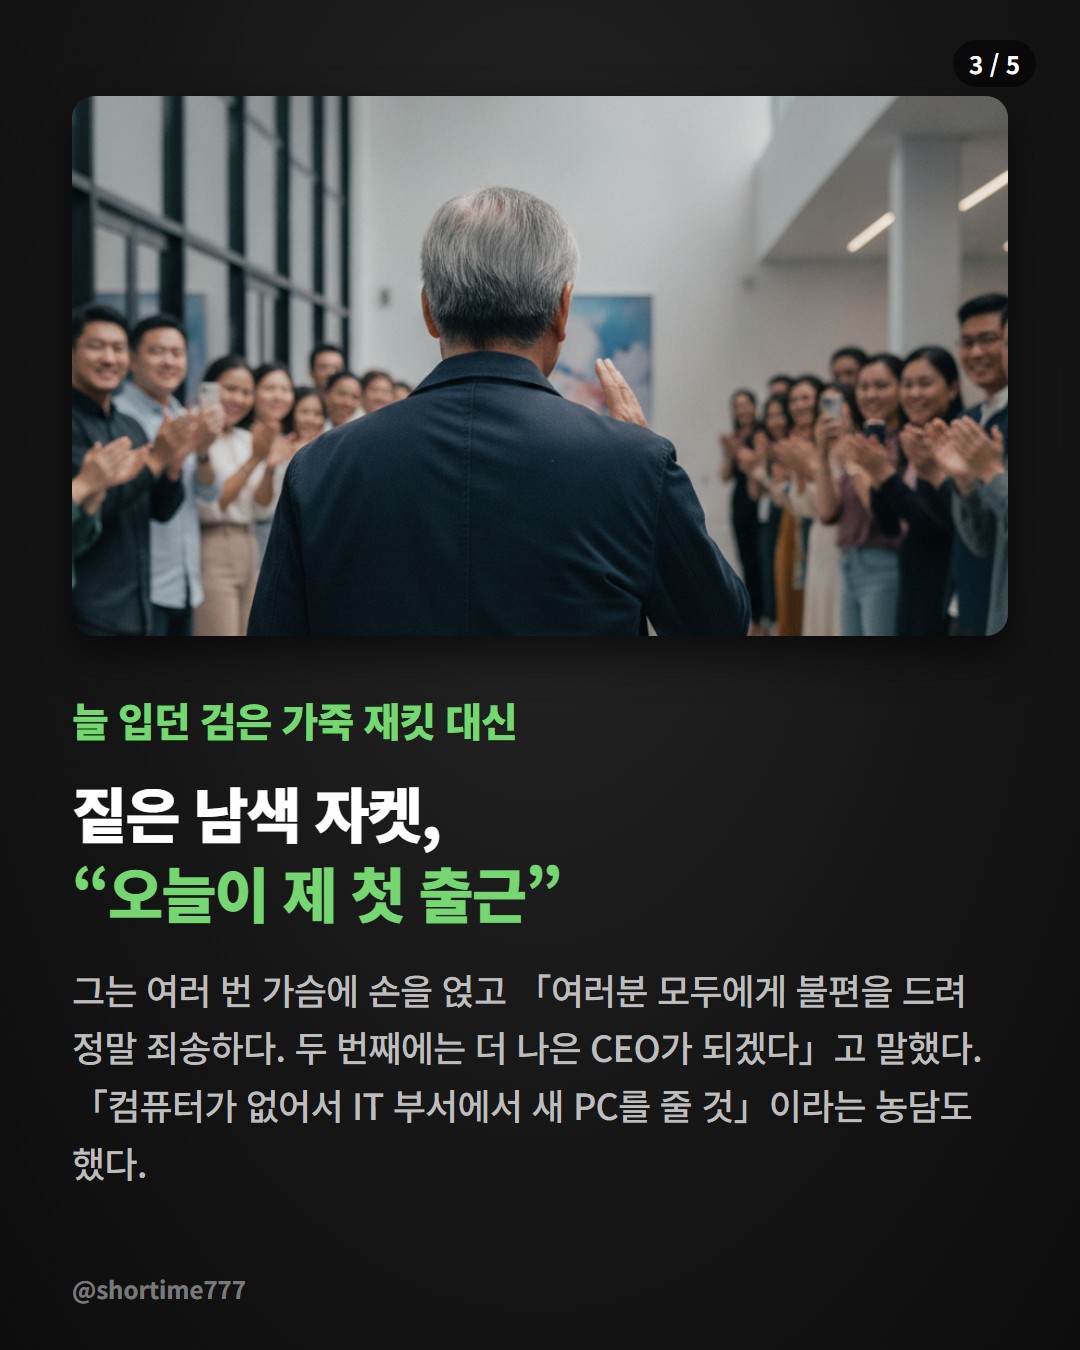 3 / 5
늘 입던 검은 가죽 재킷 대신
짙은 남색 자켓,
“오늘이 제 첫 출근”
그는 여러 번 가슴에 손을 얹고 「여러분 모두에게 불편을 드려
정말 죄송하다. 두 번째에는 더 나은 CEO가 되겠다」고 말했다.
「컴퓨터가 없어서 IT 부서에서 새 PC를 줄 것」이라는 농담도
했다.
@shortime777